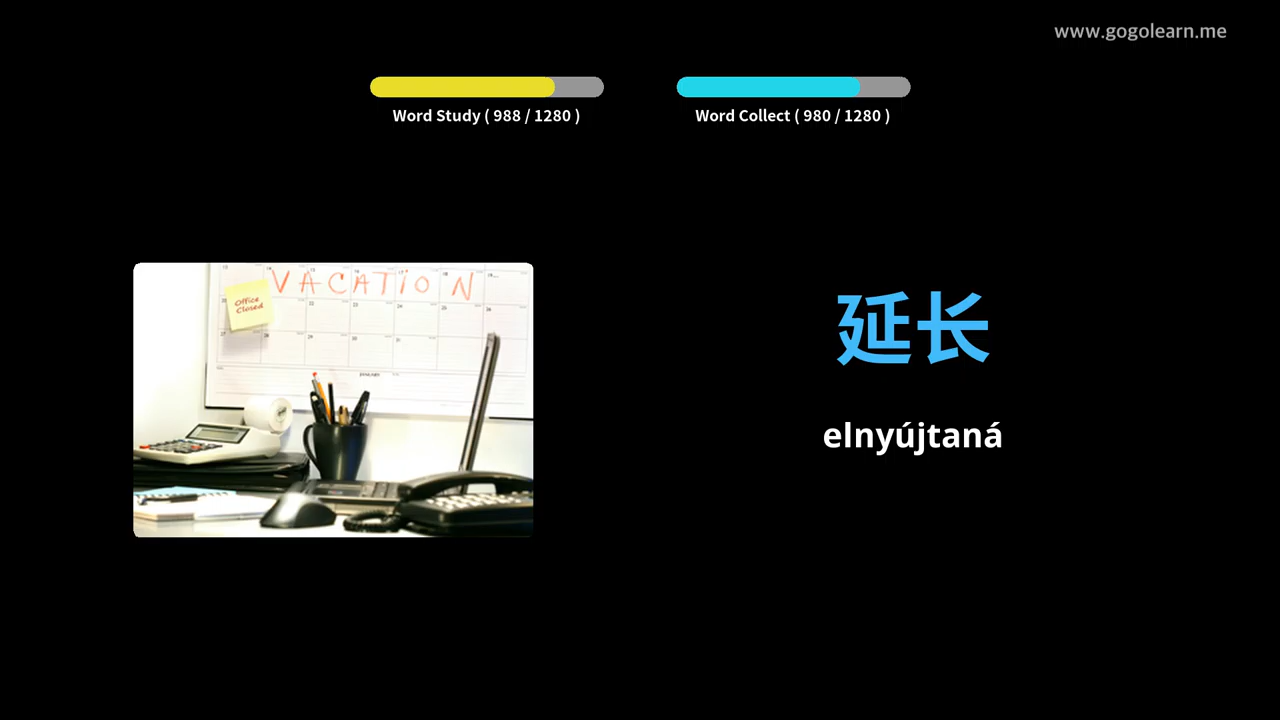 www.gogolearn.me
Word Study ( 988 / 1280 )
Word Collect ( 980 / 1280 )
VACATION
Office
Closed
延长
elnyújtaná